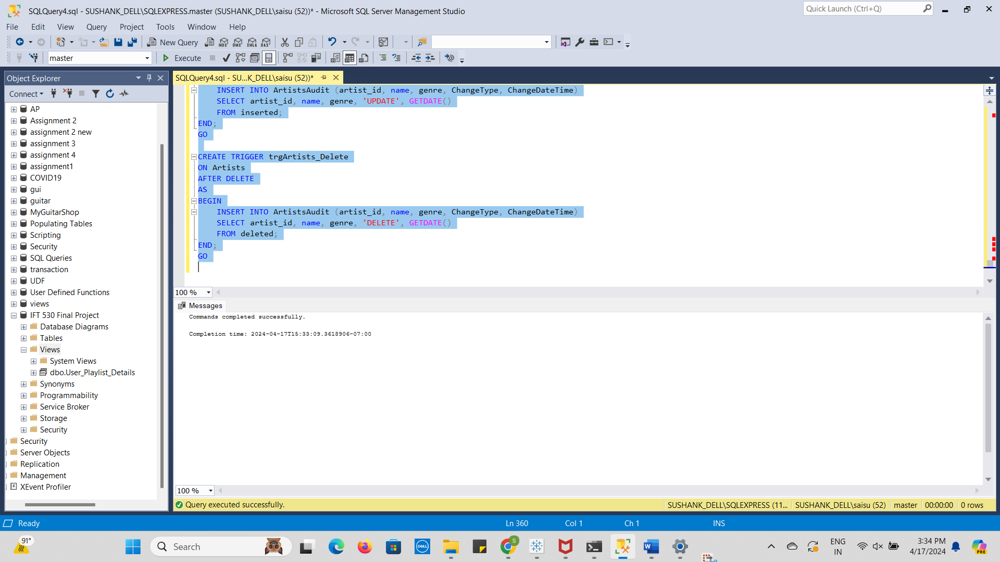 SQLQuery4.sql - SUSHANK_DELL\SQLEXPRESS.master (SUSHANK_DELL\saisu (52))* - Microsoft SQL Server Management Studio
Quick Launch (Ctrl+Q)
File Edit View Query Project Tools Window Help
New Query MDX DMX XMLA DAX
master Execute
Object Explorer
Connect
AP
Assignment 2
assignment 2 new
assignment 3
assignment 4
assignment1
COVID19
gui
guitar
MyGuitarShop
Populating Tables
Scripting
Security
SQL Queries
transaction
UDF
User Defined Functions
views
IFT 530 Final Project
Database Diagrams
Tables
Views
System Views
dbo.User_Playlist_Details
Synonyms
Programmability
Service Broker
Storage
Security
Security
Server Objects
Replication
Management
XEvent Profiler
SQLQuery4.sql - SU...K_DELL\saisu (52))*
INSERT INTO ArtistsAudit (artist_id, name, genre, ChangeType, ChangeDateTime)
SELECT artist_id, name, genre, 'UPDATE', GETDATE()
FROM inserted;
END;
GO
CREATE TRIGGER trgArtists_Delete
ON Artists
AFTER DELETE
AS
BEGIN
INSERT INTO ArtistsAudit (artist_id, name, genre, ChangeType, ChangeDateTime)
SELECT artist_id, name, genre, 'DELETE', GETDATE()
FROM deleted;
END;
GO
100 %
Messages
Commands completed successfully.
Completion time: 2024-04-17T15:33:09.3618906-07:00
100 %
Query executed successfully. SUSHANK_DELL\SQLEXPRESS (11... SUSHANK_DELL\saisu (52) master 00:00:00 0 rows
Ready Ln 360 Col 1 Ch 1 INS
91°
Search
DELL
S
ENG
IN
3:34 PM
4/17/2024
PRE